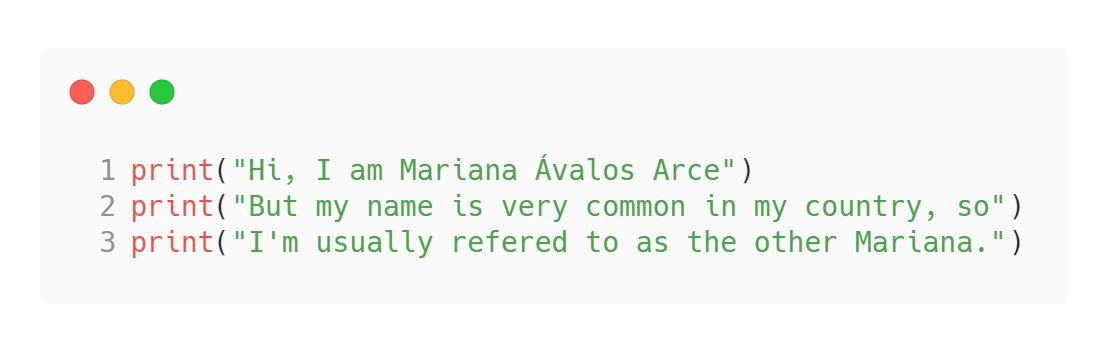 1 print("Hi, I am Mariana Ávalos Arce")
2 print("But my name is very common in my country, so")
3 print("I'm usually refered to as the other Mariana.")